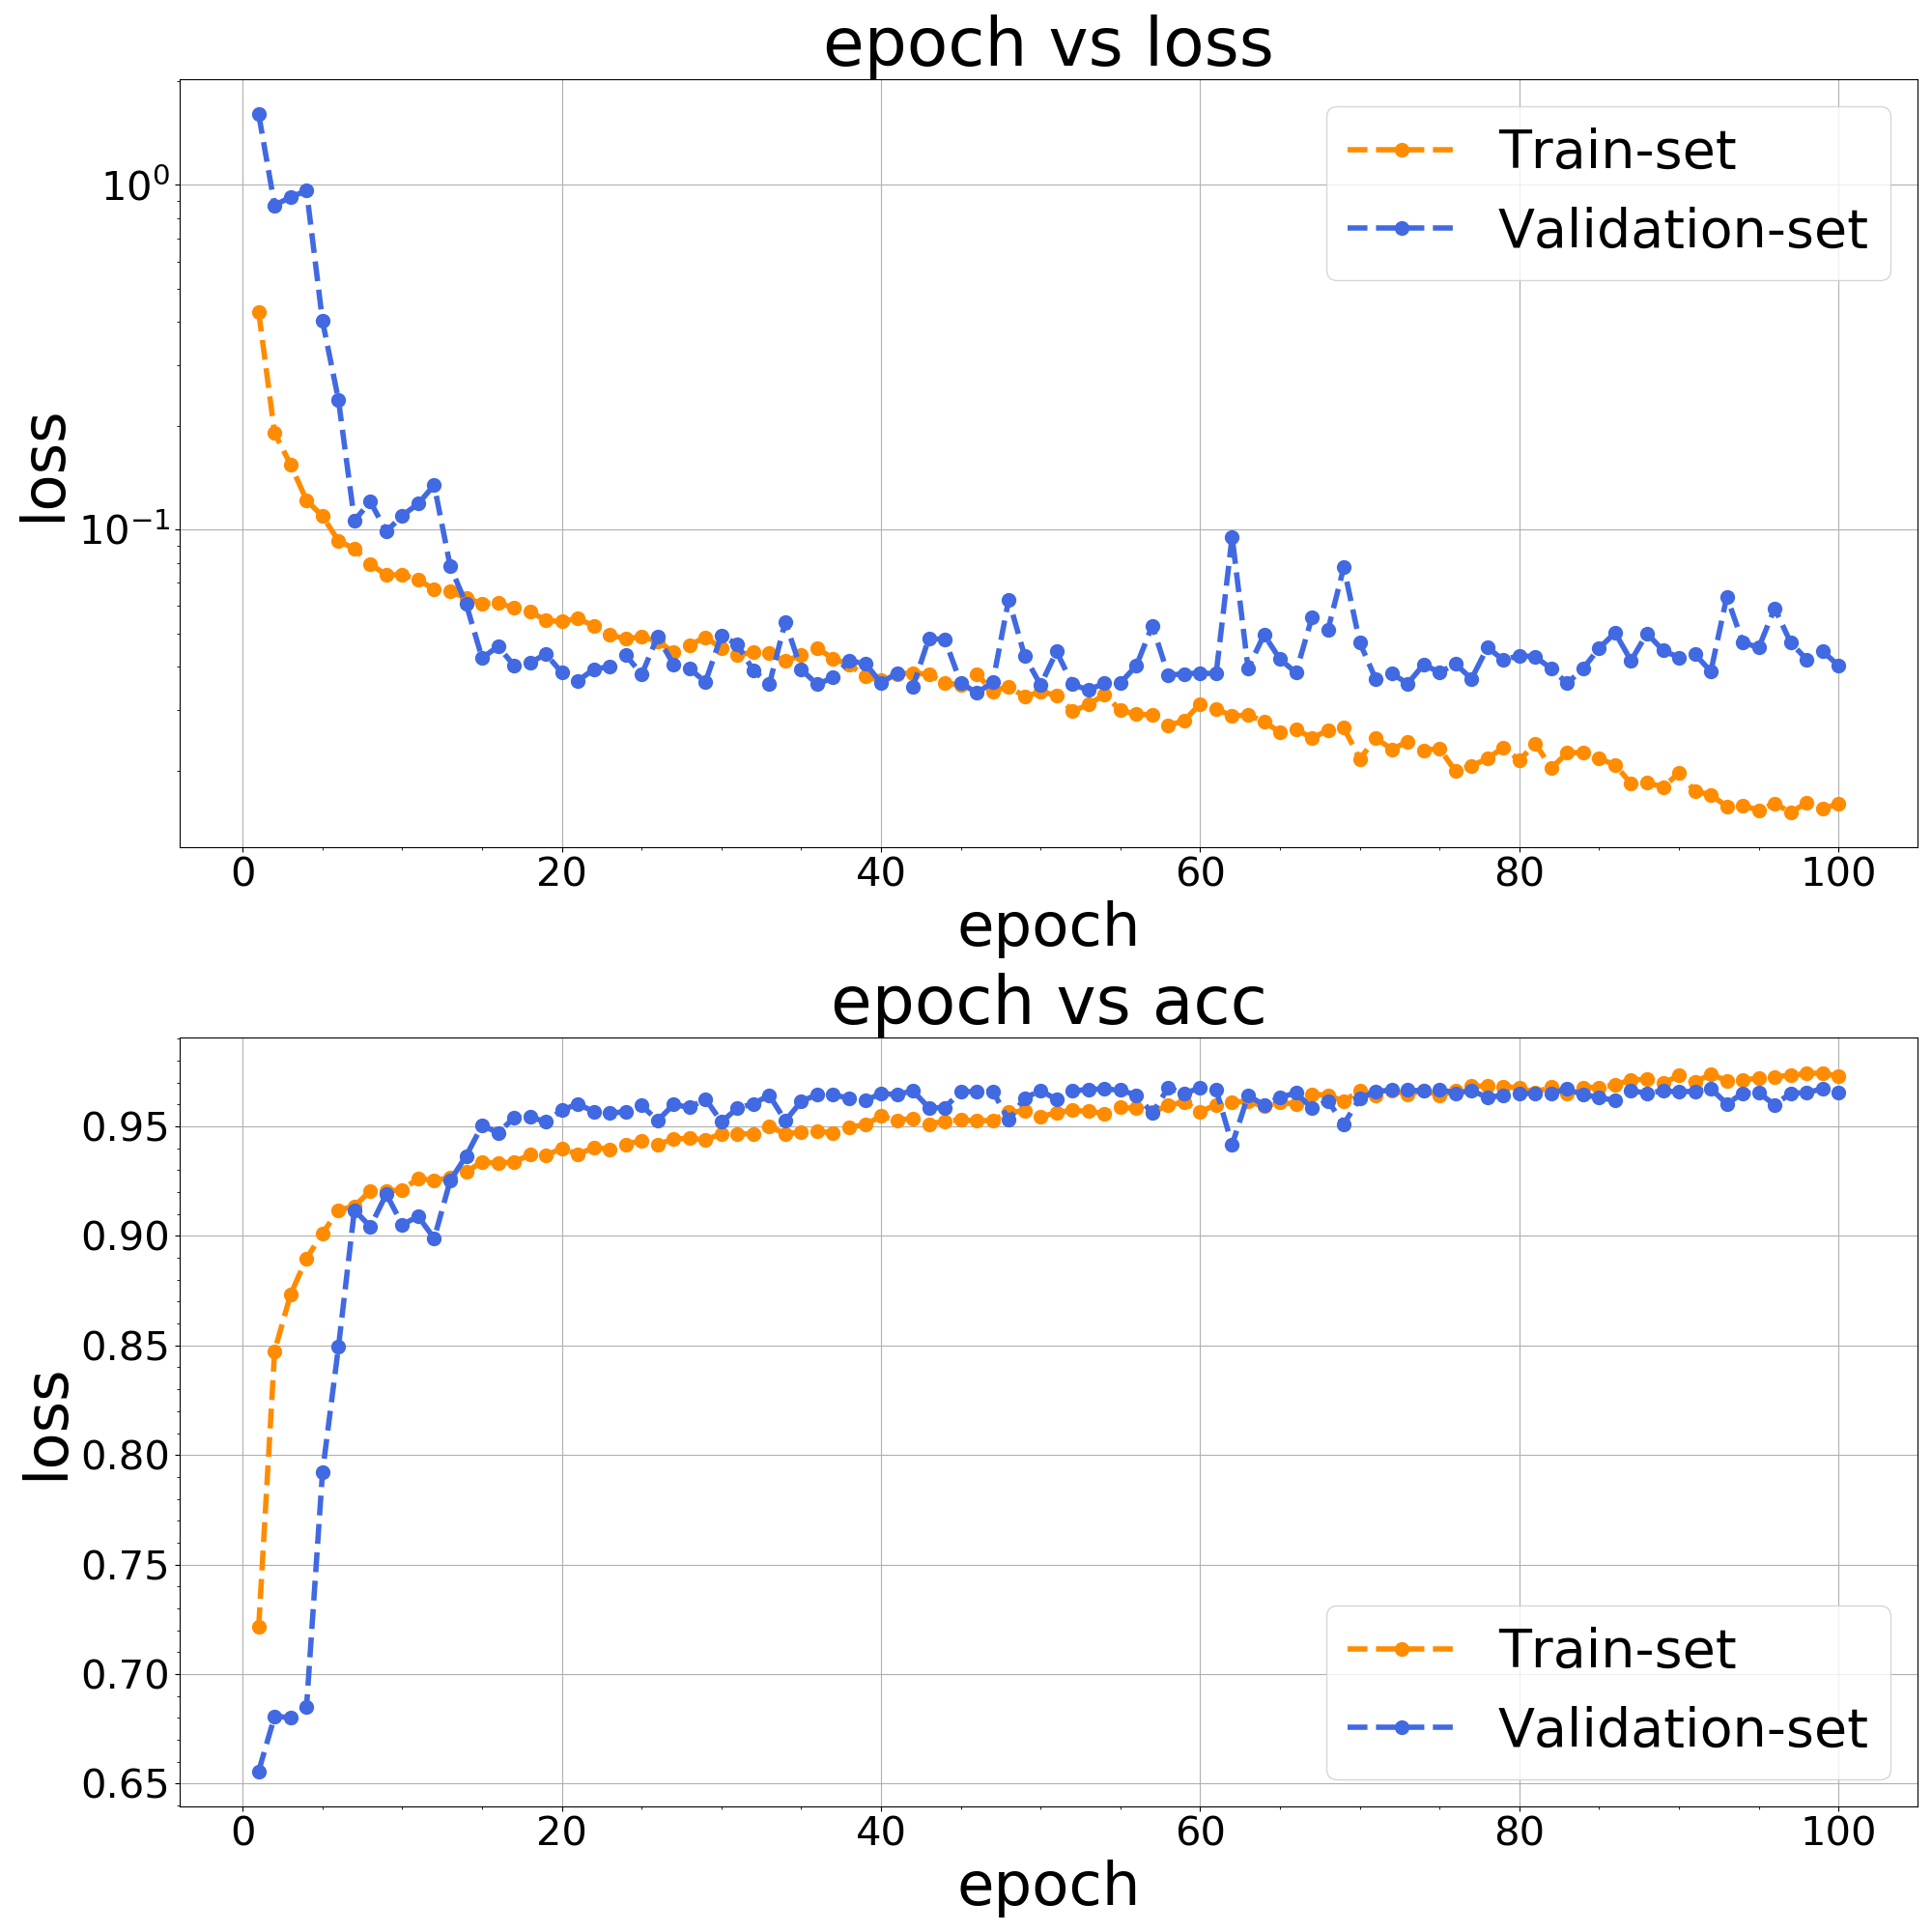 epoch vs loss
loss
10⁰
10⁻¹
Train-set
Validation-set
0 20 40 60 80 100
epoch
epoch vs acc
loss
0.95
0.90
0.85
0.80
0.75
0.70
0.65
Train-set
Validation-set
0 20 40 60 80 100
epoch